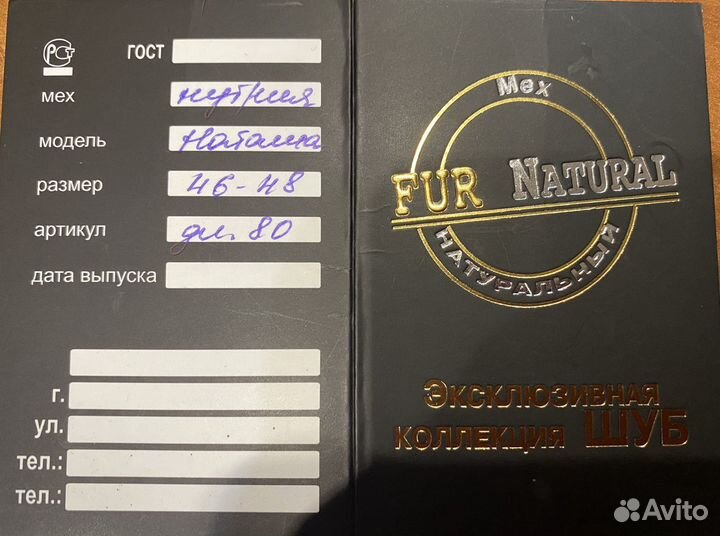 РСТ ГОСТ
мех нутрия
модель Наталия
размер 46-48
артикул дл. 80
дата выпуска
г.
ул.
тел.:
тел.:
Мех
FUR NATURAL
НАТУРАЛЬНЫЙ
ЭКСКЛЮЗИВНАЯ
КОЛЛЕКЦИЯ ШУБ
Avito